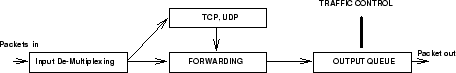 TRAFFIC CONTROL
TCP, UDP
Packets in
Packet out
Input De-Multiplexing
FORWARDING
OUTPUT QUEUE